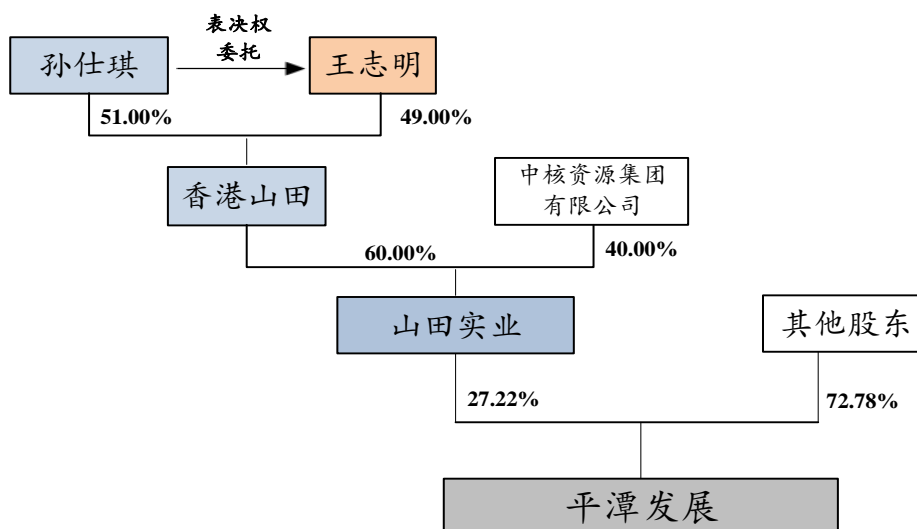 表决权
委托
孙仕琪
王志明
51.00%
49.00%
香港山田
中核资源集团
有限公司
60.00%
40.00%
山田实业
其他股东
27.22%
72.78%
平潭发展